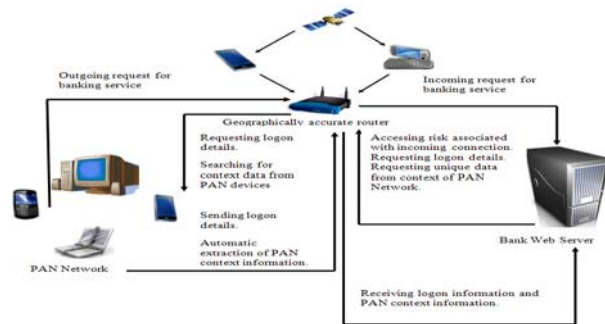 Outgoing request for
banking service
Incoming request for
banking service
Geographically accurate router
Requesting logon
details.
Searching for
context data from
PAN devices
Sending logon
details.
Automatic
extraction of PAN
context information.
Accessing risk associated
with incoming connection.
Requesting logon details.
Requesting unique data
from context of PAN
Network.
Bank Web Server
PAN Network
Receiving logon information and
PAN context information.